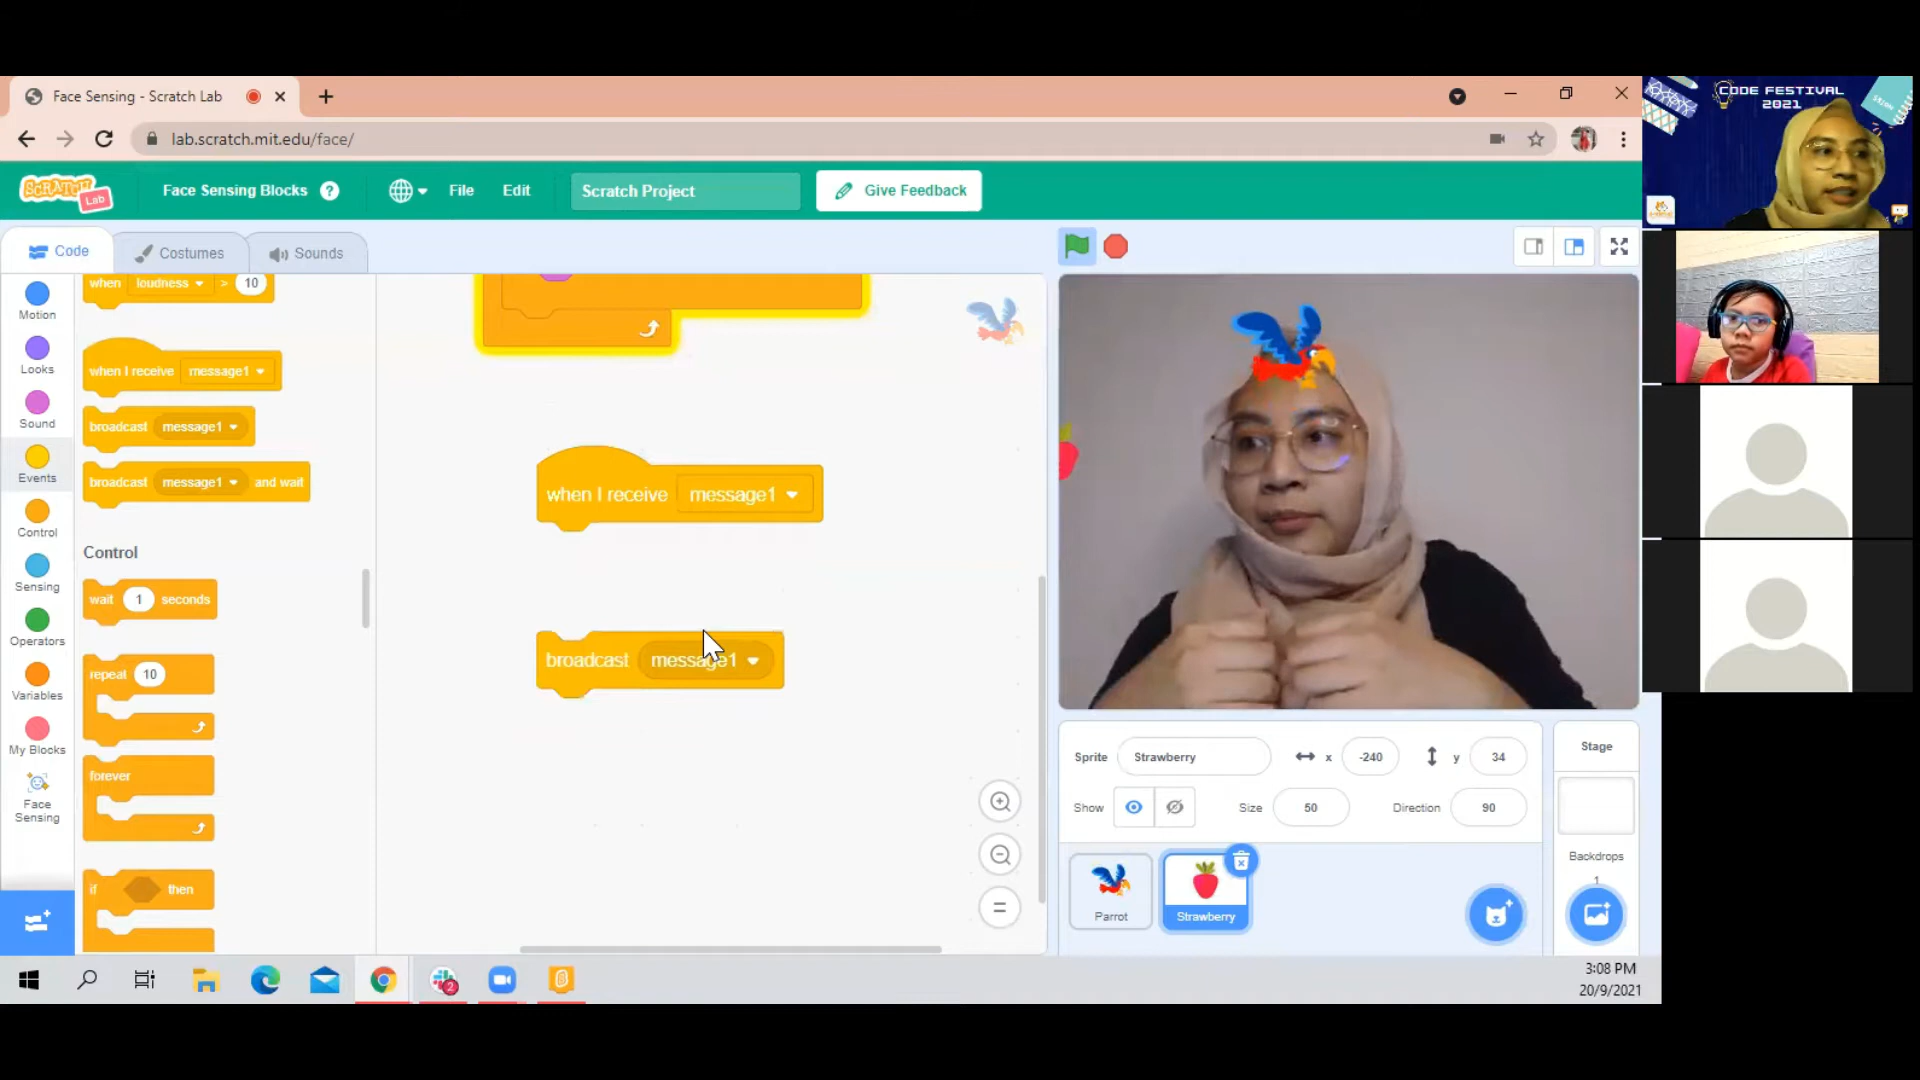 Face Sensing - Scratch Lab
lab.scratch.mit.edu/face/
SCRATCH
Lab
Face Sensing Blocks ?
File
Edit
Scratch Project
Give Feedback
Code
Costumes
Sounds
Motion
Looks
Sound
Events
Control
Sensing
Operators
Variables
My Blocks
Face
Sensing
when loudness > 10
when I receive message1
broadcast message1
broadcast message1 and wait
Control
wait 1 seconds
repeat 10
forever
if then
when I receive message1
broadcast message1
Sprite Strawberry x -240 y 34
Show Size 50 Direction 90
Parrot
Strawberry
Stage
Backdrops
1
2
3:08 PM
20/9/2021
CODE FESTIVAL
2021
NOTES